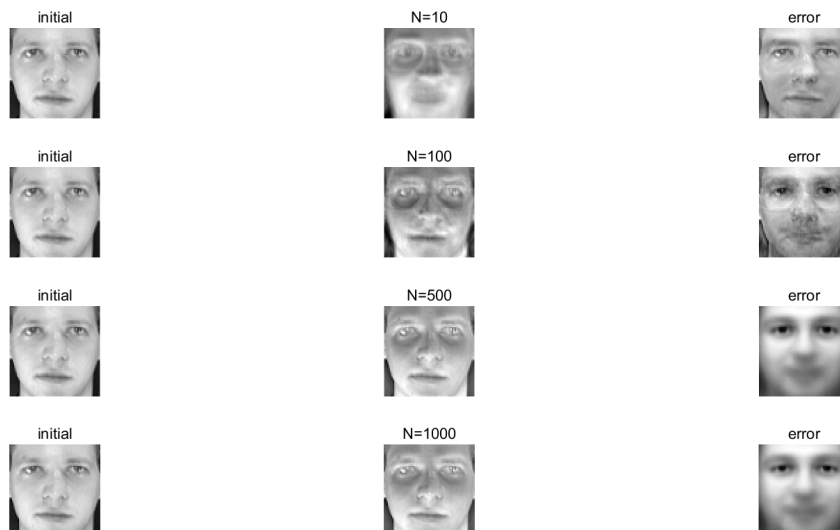 initial N=10 error
initial N=100 error
initial N=500 error
initial N=1000 error